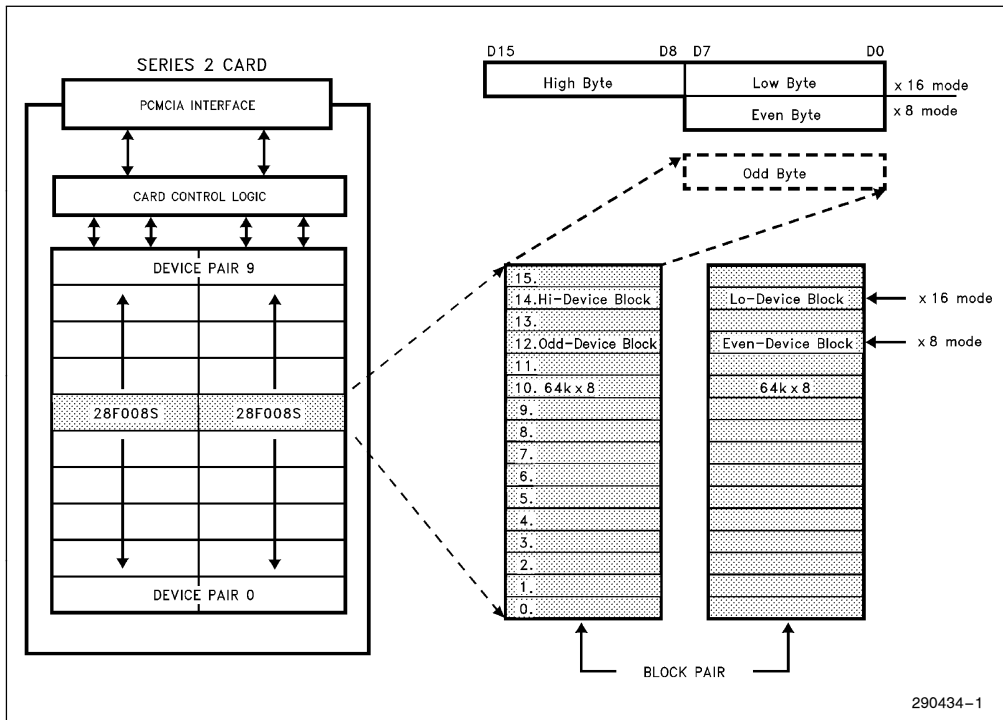 SERIES 2 CARD
PCMCIA INTERFACE
CARD CONTROL LOGIC
DEVICE PAIR 9
28F008S 28F008S
DEVICE PAIR 0
D15 D8 D7 D0
High Byte Low Byte x 16 mode
Even Byte x 8 mode
Odd Byte
15.
14. Hi-Device Block Lo-Device Block x 16 mode
13.
12. Odd-Device Block Even-Device Block x 8 mode
11.
10. 64k x 8 64k x 8
9.
8.
7.
6.
5.
4.
3.
2.
1.
0.
BLOCK PAIR
290434-1